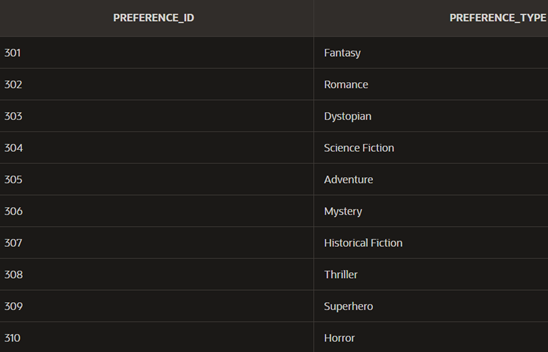 PREFERENCE_ID PREFERENCE_TYPE
301 Fantasy
302 Romance
303 Dystopian
304 Science Fiction
305 Adventure
306 Mystery
307 Historical Fiction
308 Thriller
309 Superhero
310 Horror